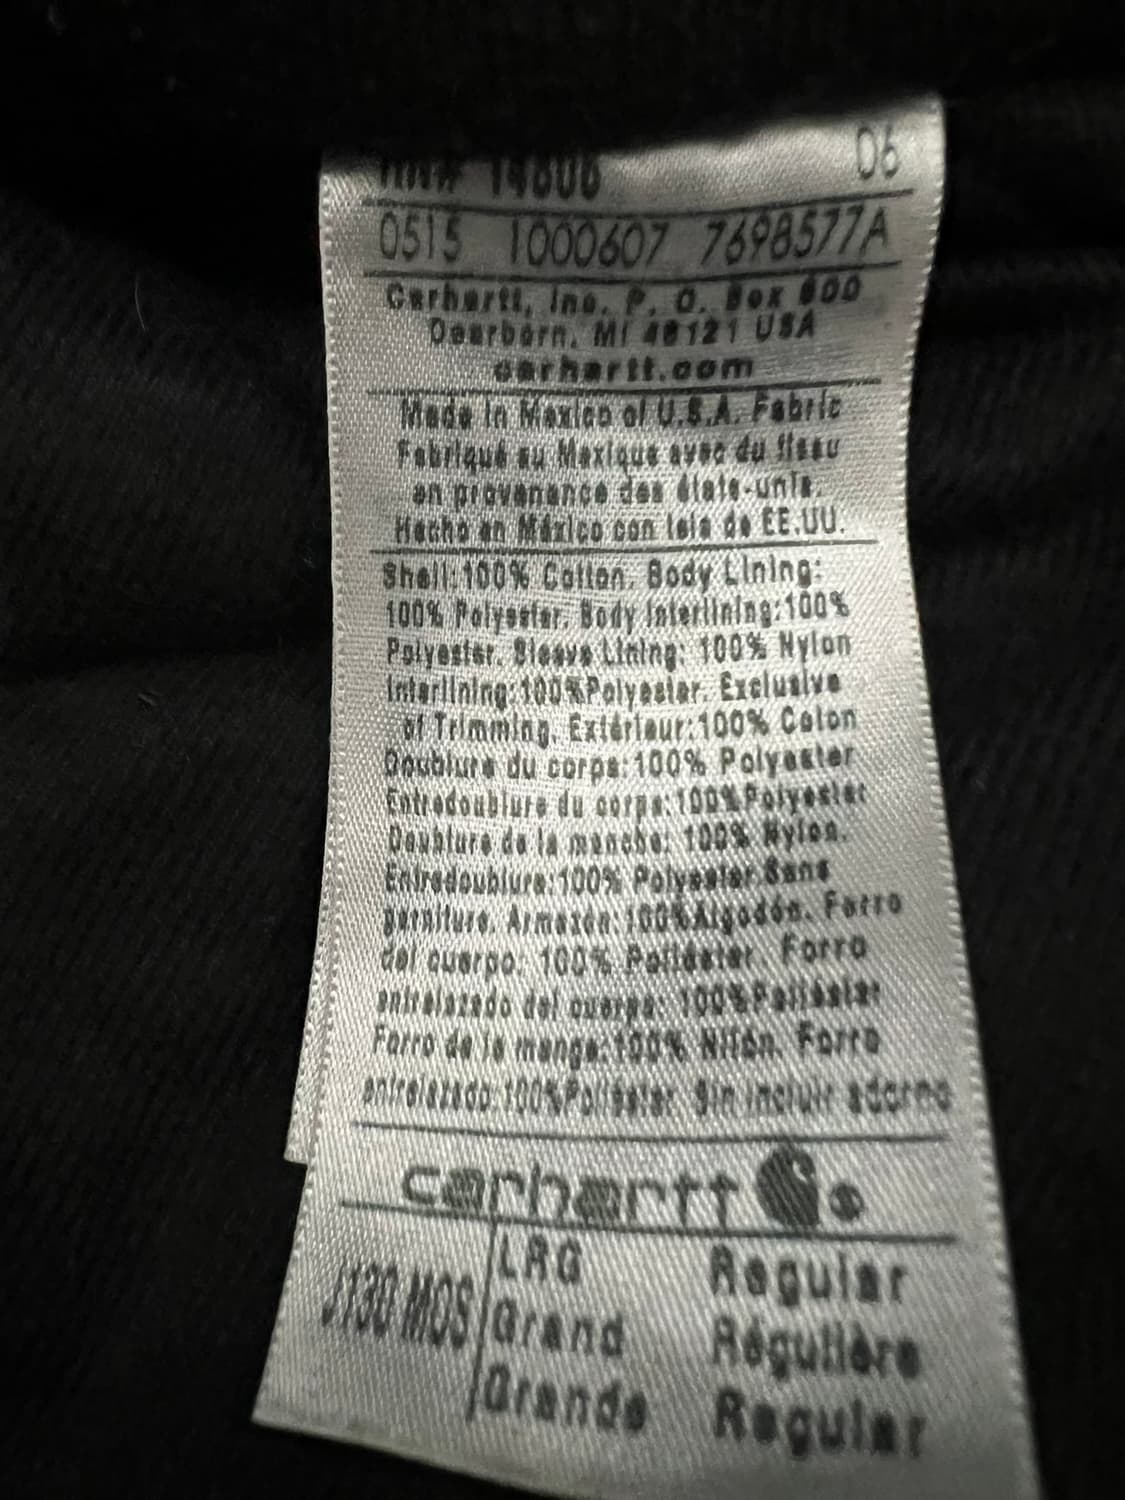 RN# 14806 06
0515 1000607 7698577A
Carhartt, Inc. P. O. Box 600
Dearborn, MI 48121 USA
carhartt.com
Made in Mexico of U.S.A. Fabric
Fabriqué au Mexique avec du tissu
en provenance des états-unis.
Hecho en México con tela de EE.UU.
Shell:100% Cotton. Body Lining:
100% Polyester. Body Interlining:100%
Polyester. Sleeve Lining: 100% Nylon
Interlining:100%Polyester. Exclusive
of Trimming. Extérieur:100% Coton
Doublure du corps:100% Polyester
Entredoublure du corps:100%Polyester
Doublure de la manche: 100% Nylon.
Entredoublure:100% Polyester.Sans
garniture. Armazón:100%Algodón. Forro
del cuerpo: 100% Poliéster. Forro
entrelazado del cuerpo: 100%Poliéster
Forro de la manga:100% Nilón. Forro
entrelazado:100%Poliéster Sin incluir adorno
carhartt ®
J130 MOS
LRG Regular
Grand Régulière
Grande Regular